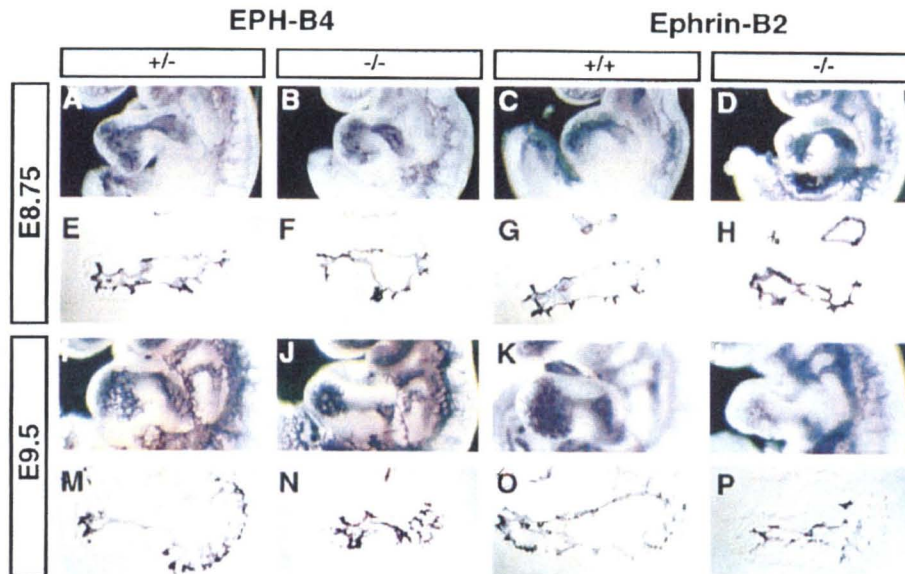 EPH-B4 Ephrin-B2
+/- -/- +/+ -/-
E8.75
A B C D
E F G H
E9.5
I J K L
M N O P